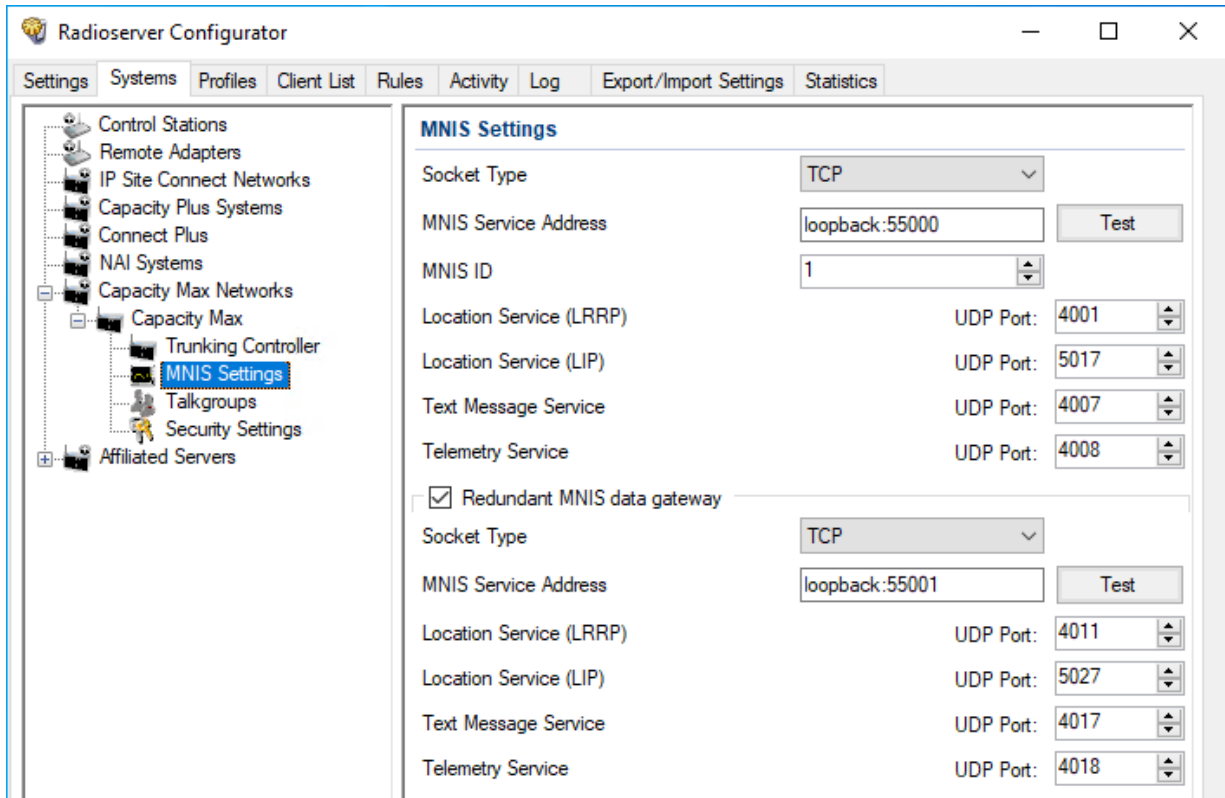 Radioserver Configurator
Settings Systems Profiles Client List Rules Activity Log Export/Import Settings Statistics
Control Stations
Remote Adapters
IP Site Connect Networks
Capacity Plus Systems
Connect Plus
NAI Systems
Capacity Max Networks
Capacity Max
Trunking Controller
MNIS Settings
Talkgroups
Security Settings
Affiliated Servers
MNIS Settings
Socket Type TCP
MNIS Service Address loopback:55000 Test
MNIS ID 1
Location Service (LRRP) UDP Port: 4001
Location Service (LIP) UDP Port: 5017
Text Message Service UDP Port: 4007
Telemetry Service UDP Port: 4008
Redundant MNIS data gateway
Socket Type TCP
MNIS Service Address loopback:55001 Test
Location Service (LRRP) UDP Port: 4011
Location Service (LIP) UDP Port: 5027
Text Message Service UDP Port: 4017
Telemetry Service UDP Port: 4018